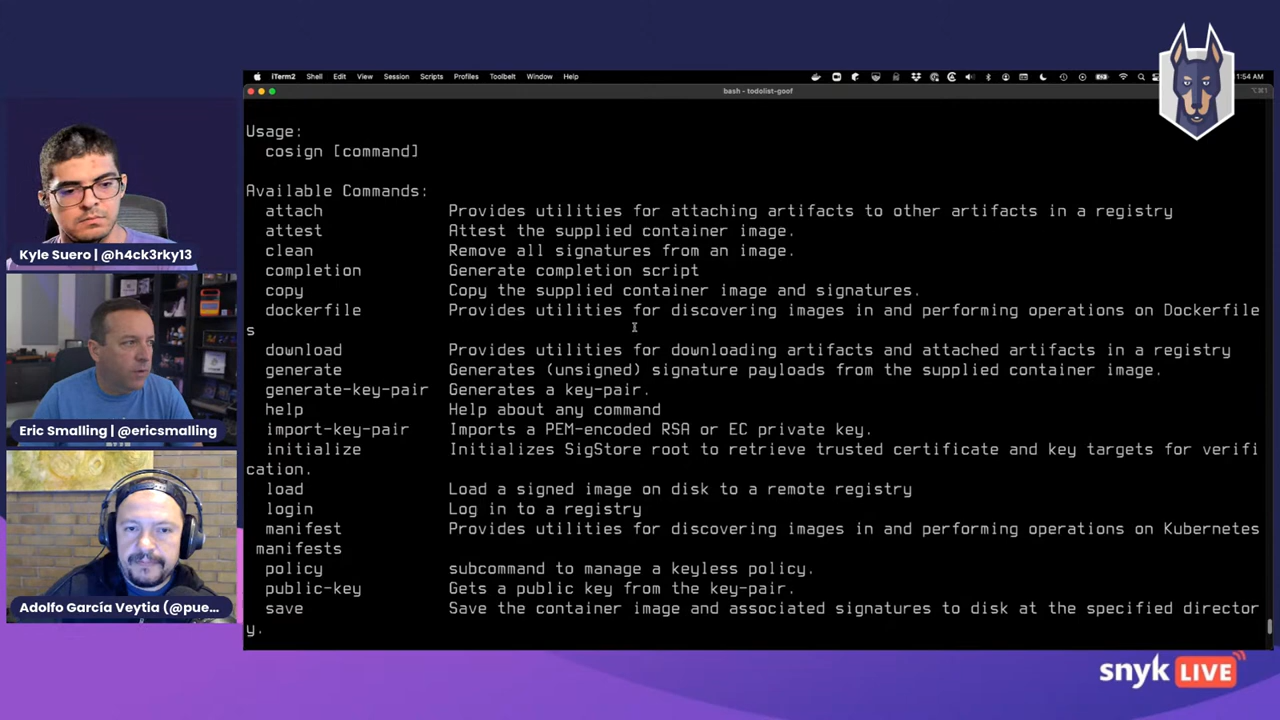 iTerm2 Shell Edit View Session Scripts Profiles Toolbelt Window Help
1:54 AM
bash - todolist-goof
⌥⌘1
Usage:
cosign [command]
Available Commands:
attach Provides utilities for attaching artifacts to other artifacts in a registry
attest Attest the supplied container image.
clean Remove all signatures from an image.
completion Generate completion script
copy Copy the supplied container image and signatures.
dockerfile Provides utilities for discovering images in and performing operations on Dockerfile
s
download Provides utilities for downloading artifacts and attached artifacts in a registry
generate Generates (unsigned) signature payloads from the supplied container image.
generate-key-pair Generates a key-pair.
help Help about any command
import-key-pair Imports a PEM-encoded RSA or EC private key.
initialize Initializes SigStore root to retrieve trusted certificate and key targets for verifi
cation.
load Load a signed image on disk to a remote registry
login Log in to a registry
manifest Provides utilities for discovering images in and performing operations on Kubernetes
manifests
policy subcommand to manage a keyless policy.
public-key Gets a public key from the key-pair.
save Save the container image and associated signatures to disk at the specified director
y.
Kyle Suero | @h4ck3rky13
Eric Smalling | @ericsmalling
Adolfo García Veytia (@pue...
snyk LIVE